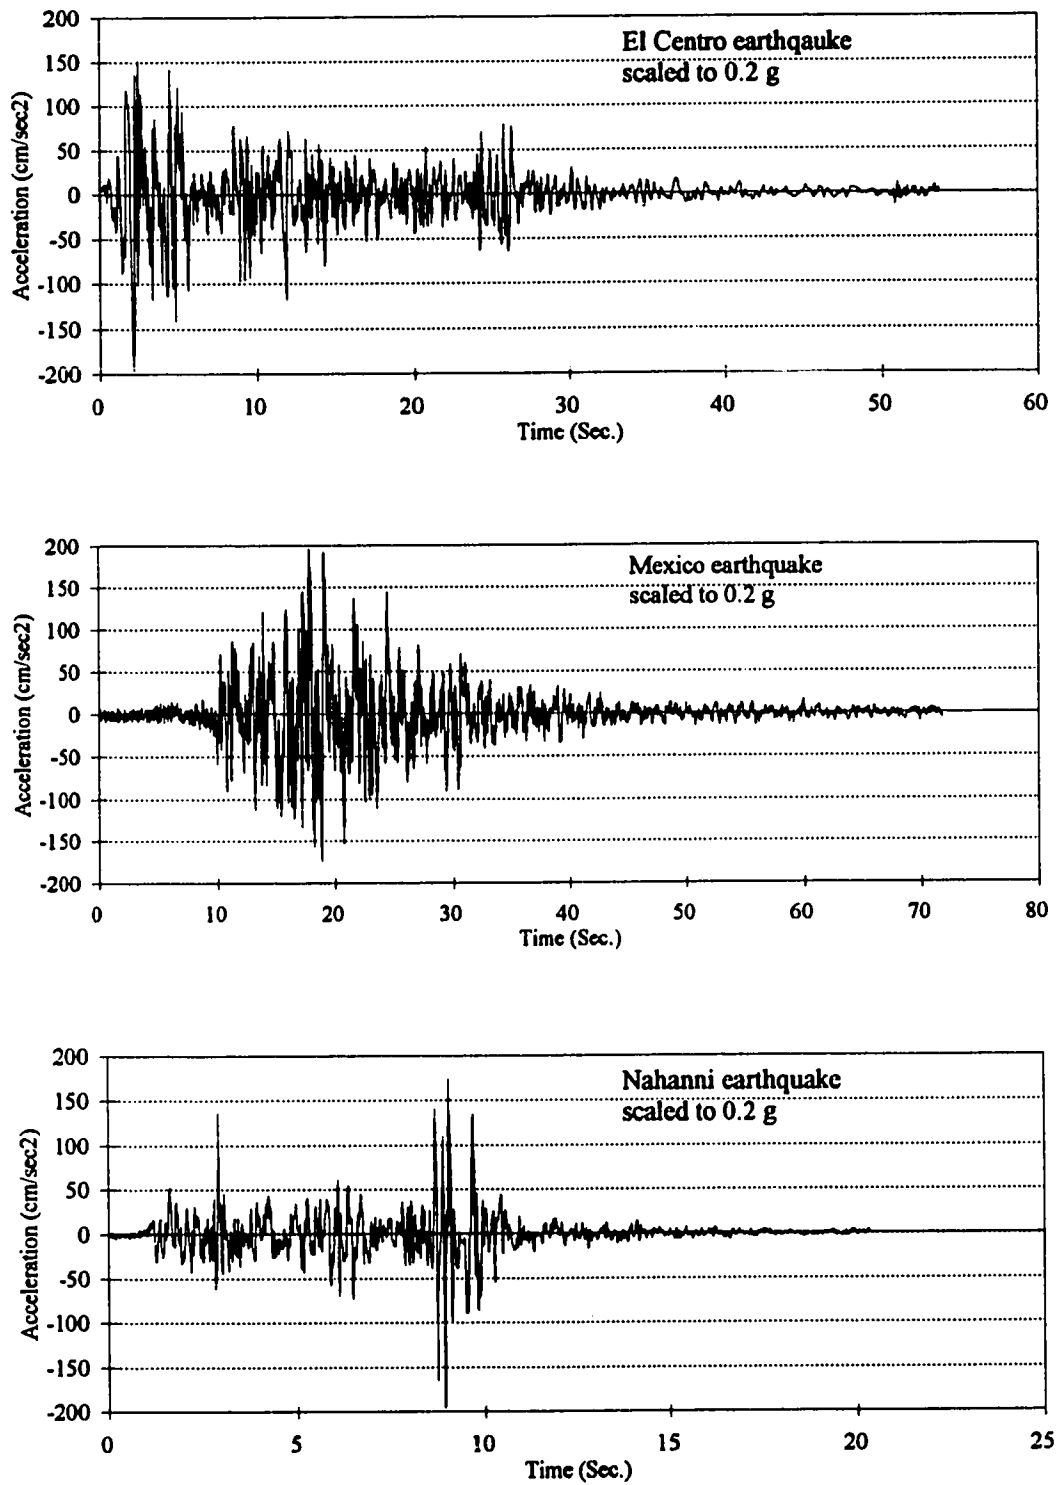 El Centro earthqauke
scaled to 0.2 g
Acceleration (cm/sec2)
200
150
100
50
0
-50
-100
-150
-200
0 10 20 30 40 50 60
Time (Sec.)
Mexico earthquake
scaled to 0.2 g
Acceleration (cm/sec2)
200
150
100
50
0
-50
-100
-150
-200
0 10 20 30 40 50 60 70 80
Time (Sec.)
Nahanni earthquake
scaled to 0.2 g
Acceleration (cm/sec2)
200
150
100
50
0
-50
-100
-150
-200
0 5 10 15 20 25
Time (Sec.)